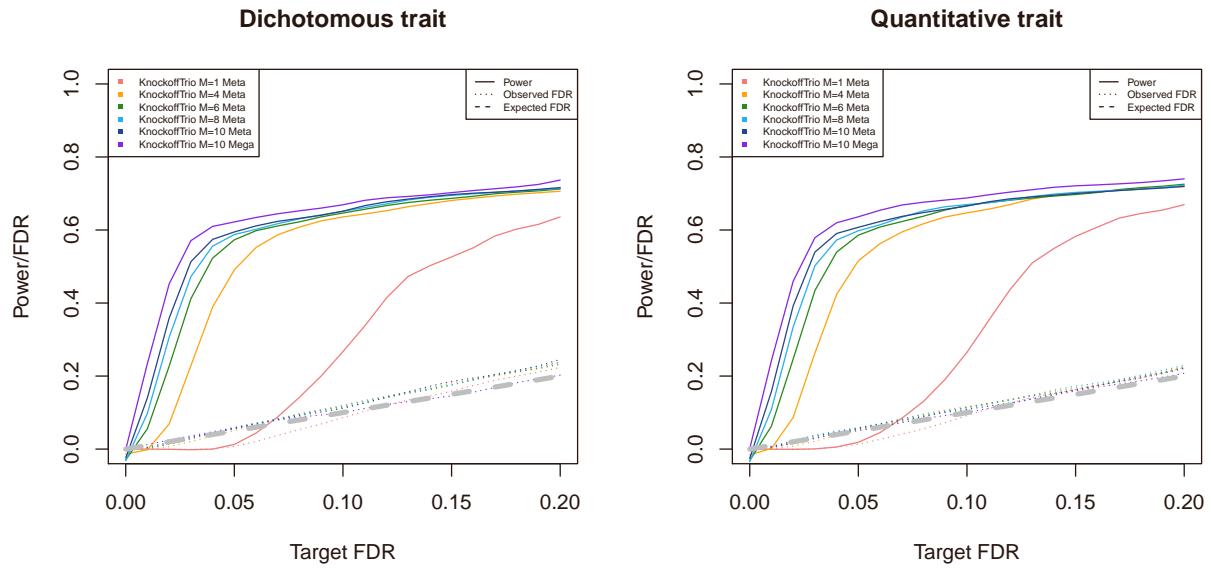 Dichotomous trait
KnockoffTrio M=1 Meta
KnockoffTrio M=4 Meta
KnockoffTrio M=6 Meta
KnockoffTrio M=8 Meta
KnockoffTrio M=10 Meta
KnockoffTrio M=10 Mega
Power
Observed FDR
Expected FDR
Power/FDR
1.0
0.8
0.6
0.4
0.2
0.0
0.00 0.05 0.10 0.15 0.20
Target FDR
Quantitative trait
KnockoffTrio M=1 Meta
KnockoffTrio M=4 Meta
KnockoffTrio M=6 Meta
KnockoffTrio M=8 Meta
KnockoffTrio M=10 Meta
KnockoffTrio M=10 Mega
Power
Observed FDR
Expected FDR
Power/FDR
1.0
0.8
0.6
0.4
0.2
0.0
0.00 0.05 0.10 0.15 0.20
Target FDR